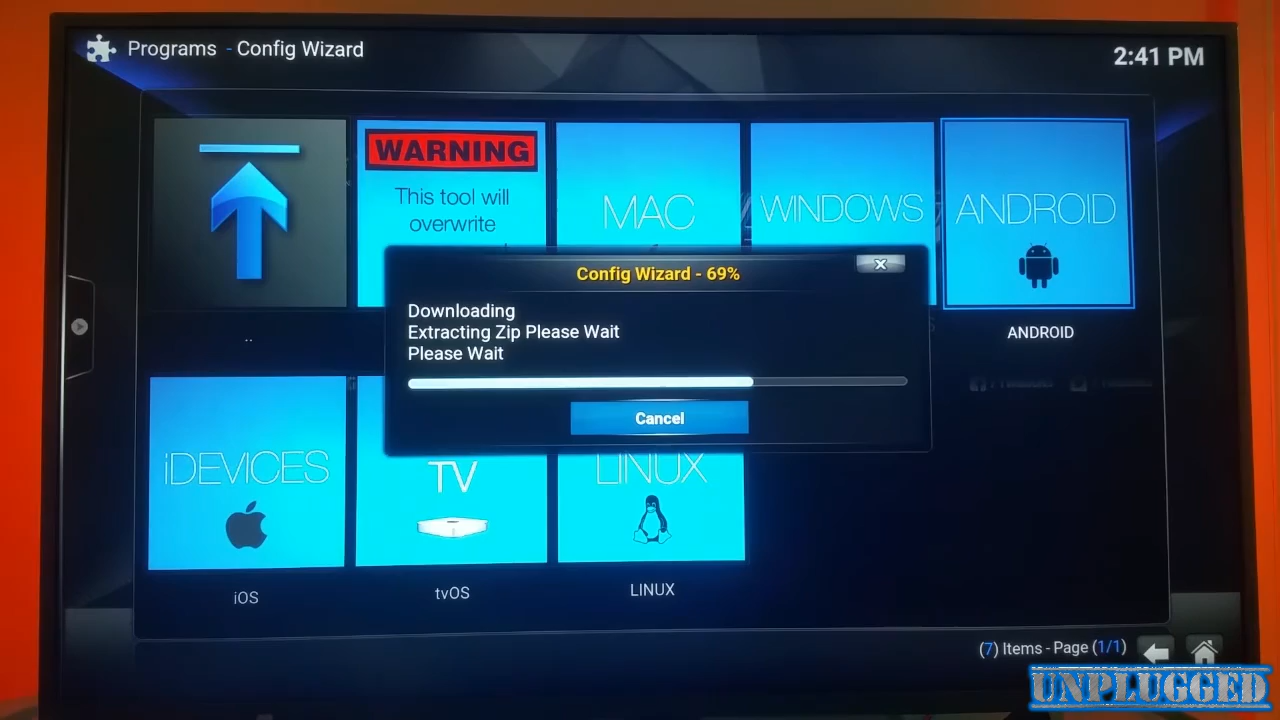 Programs - Config Wizard
2:41 PM
WARNING
This tool will
overwrite
MAC
WINDOWS
ANDROID
Config Wizard - 69%
x
Downloading
Extracting Zip Please Wait
Please Wait
Cancel
..
ANDROID
iDEVICES
TV
LINUX
iOS
tvOS
LINUX
(7) Items - Page (1/1)
UNPLUGGED